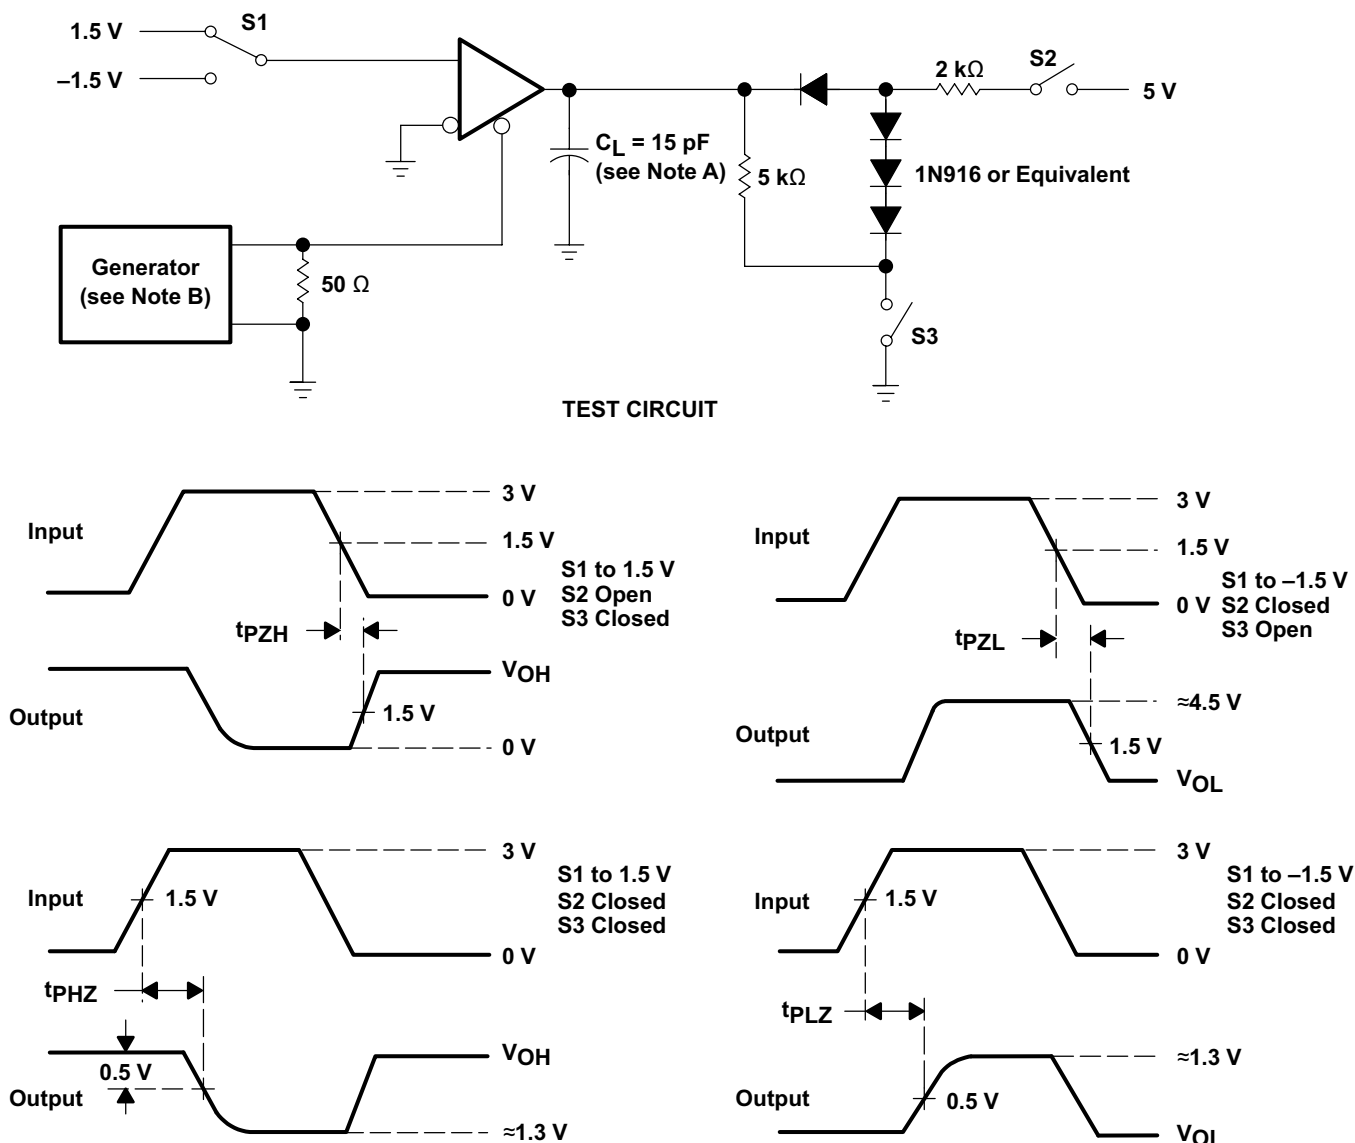 1.5 V
S1
–1.5 V
S2
2 kΩ
5 V
CL = 15 pF
(see Note A)
5 kΩ
1N916 or Equivalent
Generator
(see Note B)
50 Ω
S3
TEST CIRCUIT
Input
3 V
1.5 V
0 V
S1 to 1.5 V
S2 Open
S3 Closed
tPZH
Output
VOH
1.5 V
0 V
Input
3 V
1.5 V
0 V
S1 to –1.5 V
S2 Closed
S3 Open
tPZL
Output
≈4.5 V
1.5 V
VOL
Input
3 V
1.5 V
0 V
S1 to 1.5 V
S2 Closed
S3 Closed
tPHZ
Output
0.5 V
VOH
≈1.3 V
Input
3 V
1.5 V
0 V
S1 to –1.5 V
S2 Closed
S3 Closed
tPLZ
Output
≈1.3 V
0.5 V
VOL